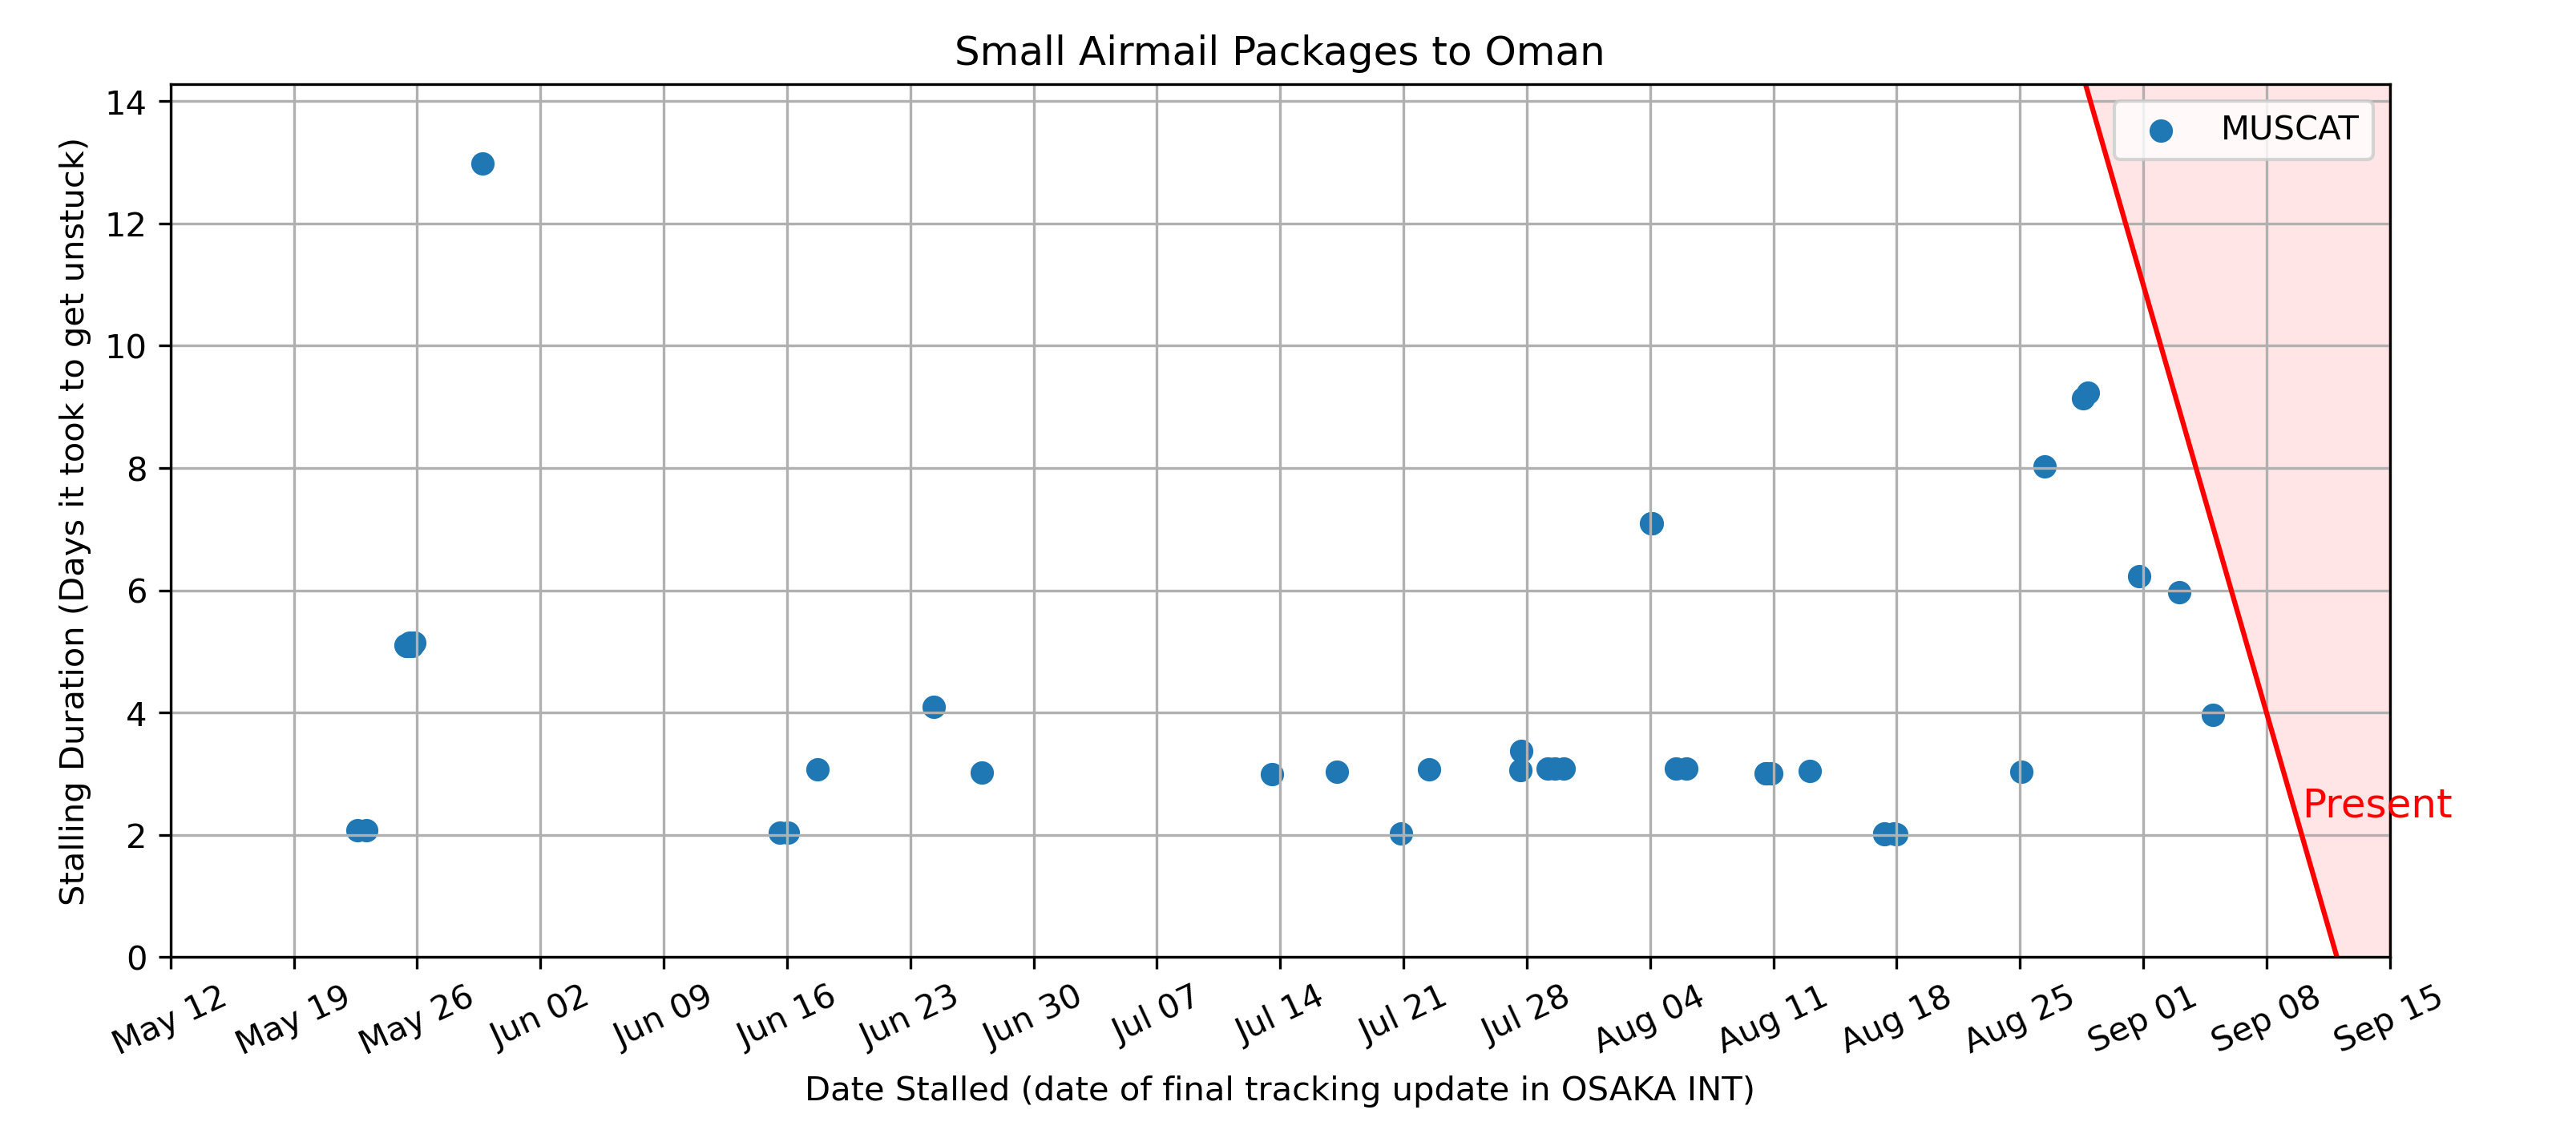 Small Airmail Packages to Oman
Stalling Duration (Days it took to get unstuck)
14
12
10
8
6
4
2
0
MUSCAT
Present
May 12
May 19
May 26
Jun 02
Jun 09
Jun 16
Jun 23
Jun 30
Jul 07
Jul 14
Jul 21
Jul 28
Aug 04
Aug 11
Aug 18
Aug 25
Sep 01
Sep 08
Sep 15
Date Stalled (date of final tracking update in OSAKA INT)